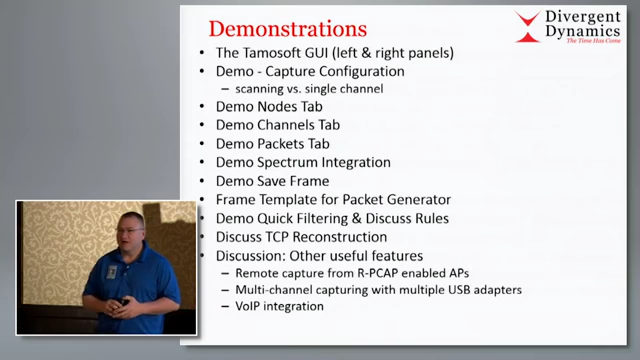 Demonstrations
Divergent
Dynamics
The Time Has Come
• The Tamosoft GUI (left & right panels)
• Demo - Capture Configuration
– scanning vs. single channel
• Demo Nodes Tab
• Demo Channels Tab
• Demo Packets Tab
• Demo Spectrum Integration
• Demo Save Frame
• Frame Template for Packet Generator
• Demo Quick Filtering & Discuss Rules
• Discuss TCP Reconstruction
• Discussion: Other useful features
– Remote capture from R-PCAP enabled APs
– Multi-channel capturing with multiple USB adapters
– VoIP integration